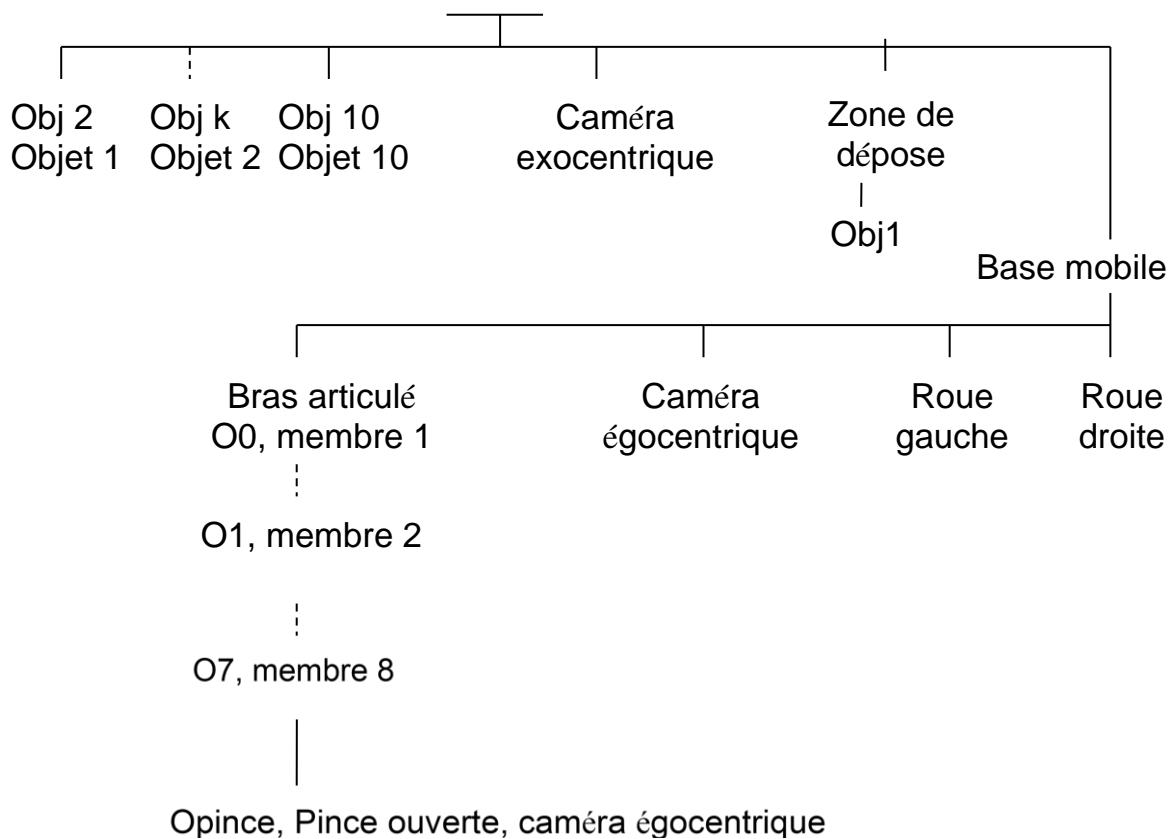 Obj 2
Objet 1
Obj k
Objet 2
Obj 10
Objet 10
Caméra
exocentrique
Zone de
dépose
Obj1
Base mobile
Bras articulé
O0, membre 1
Caméra
égocentrique
Roue
gauche
Roue
droite
O1, membre 2
O7, membre 8
Opince, Pince ouverte, caméra égocentrique